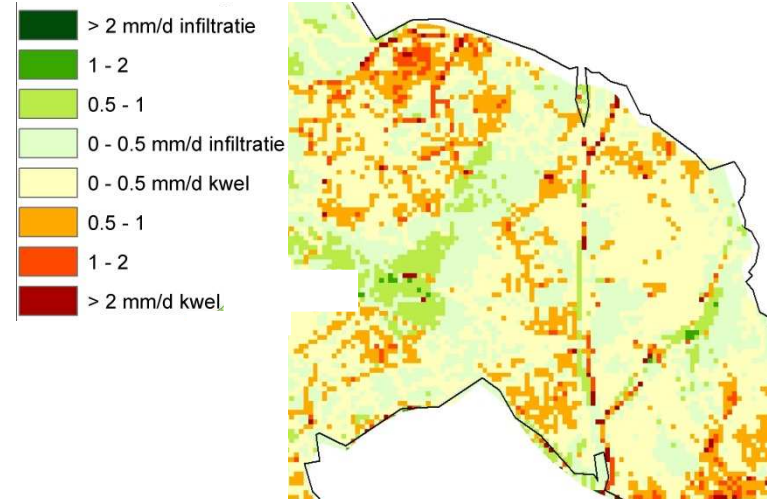 > 2 mm/d infiltratie
1 - 2
0.5 - 1
0 - 0.5 mm/d infiltratie
0 - 0.5 mm/d kwel
0.5 - 1
1 - 2
> 2 mm/d kwel